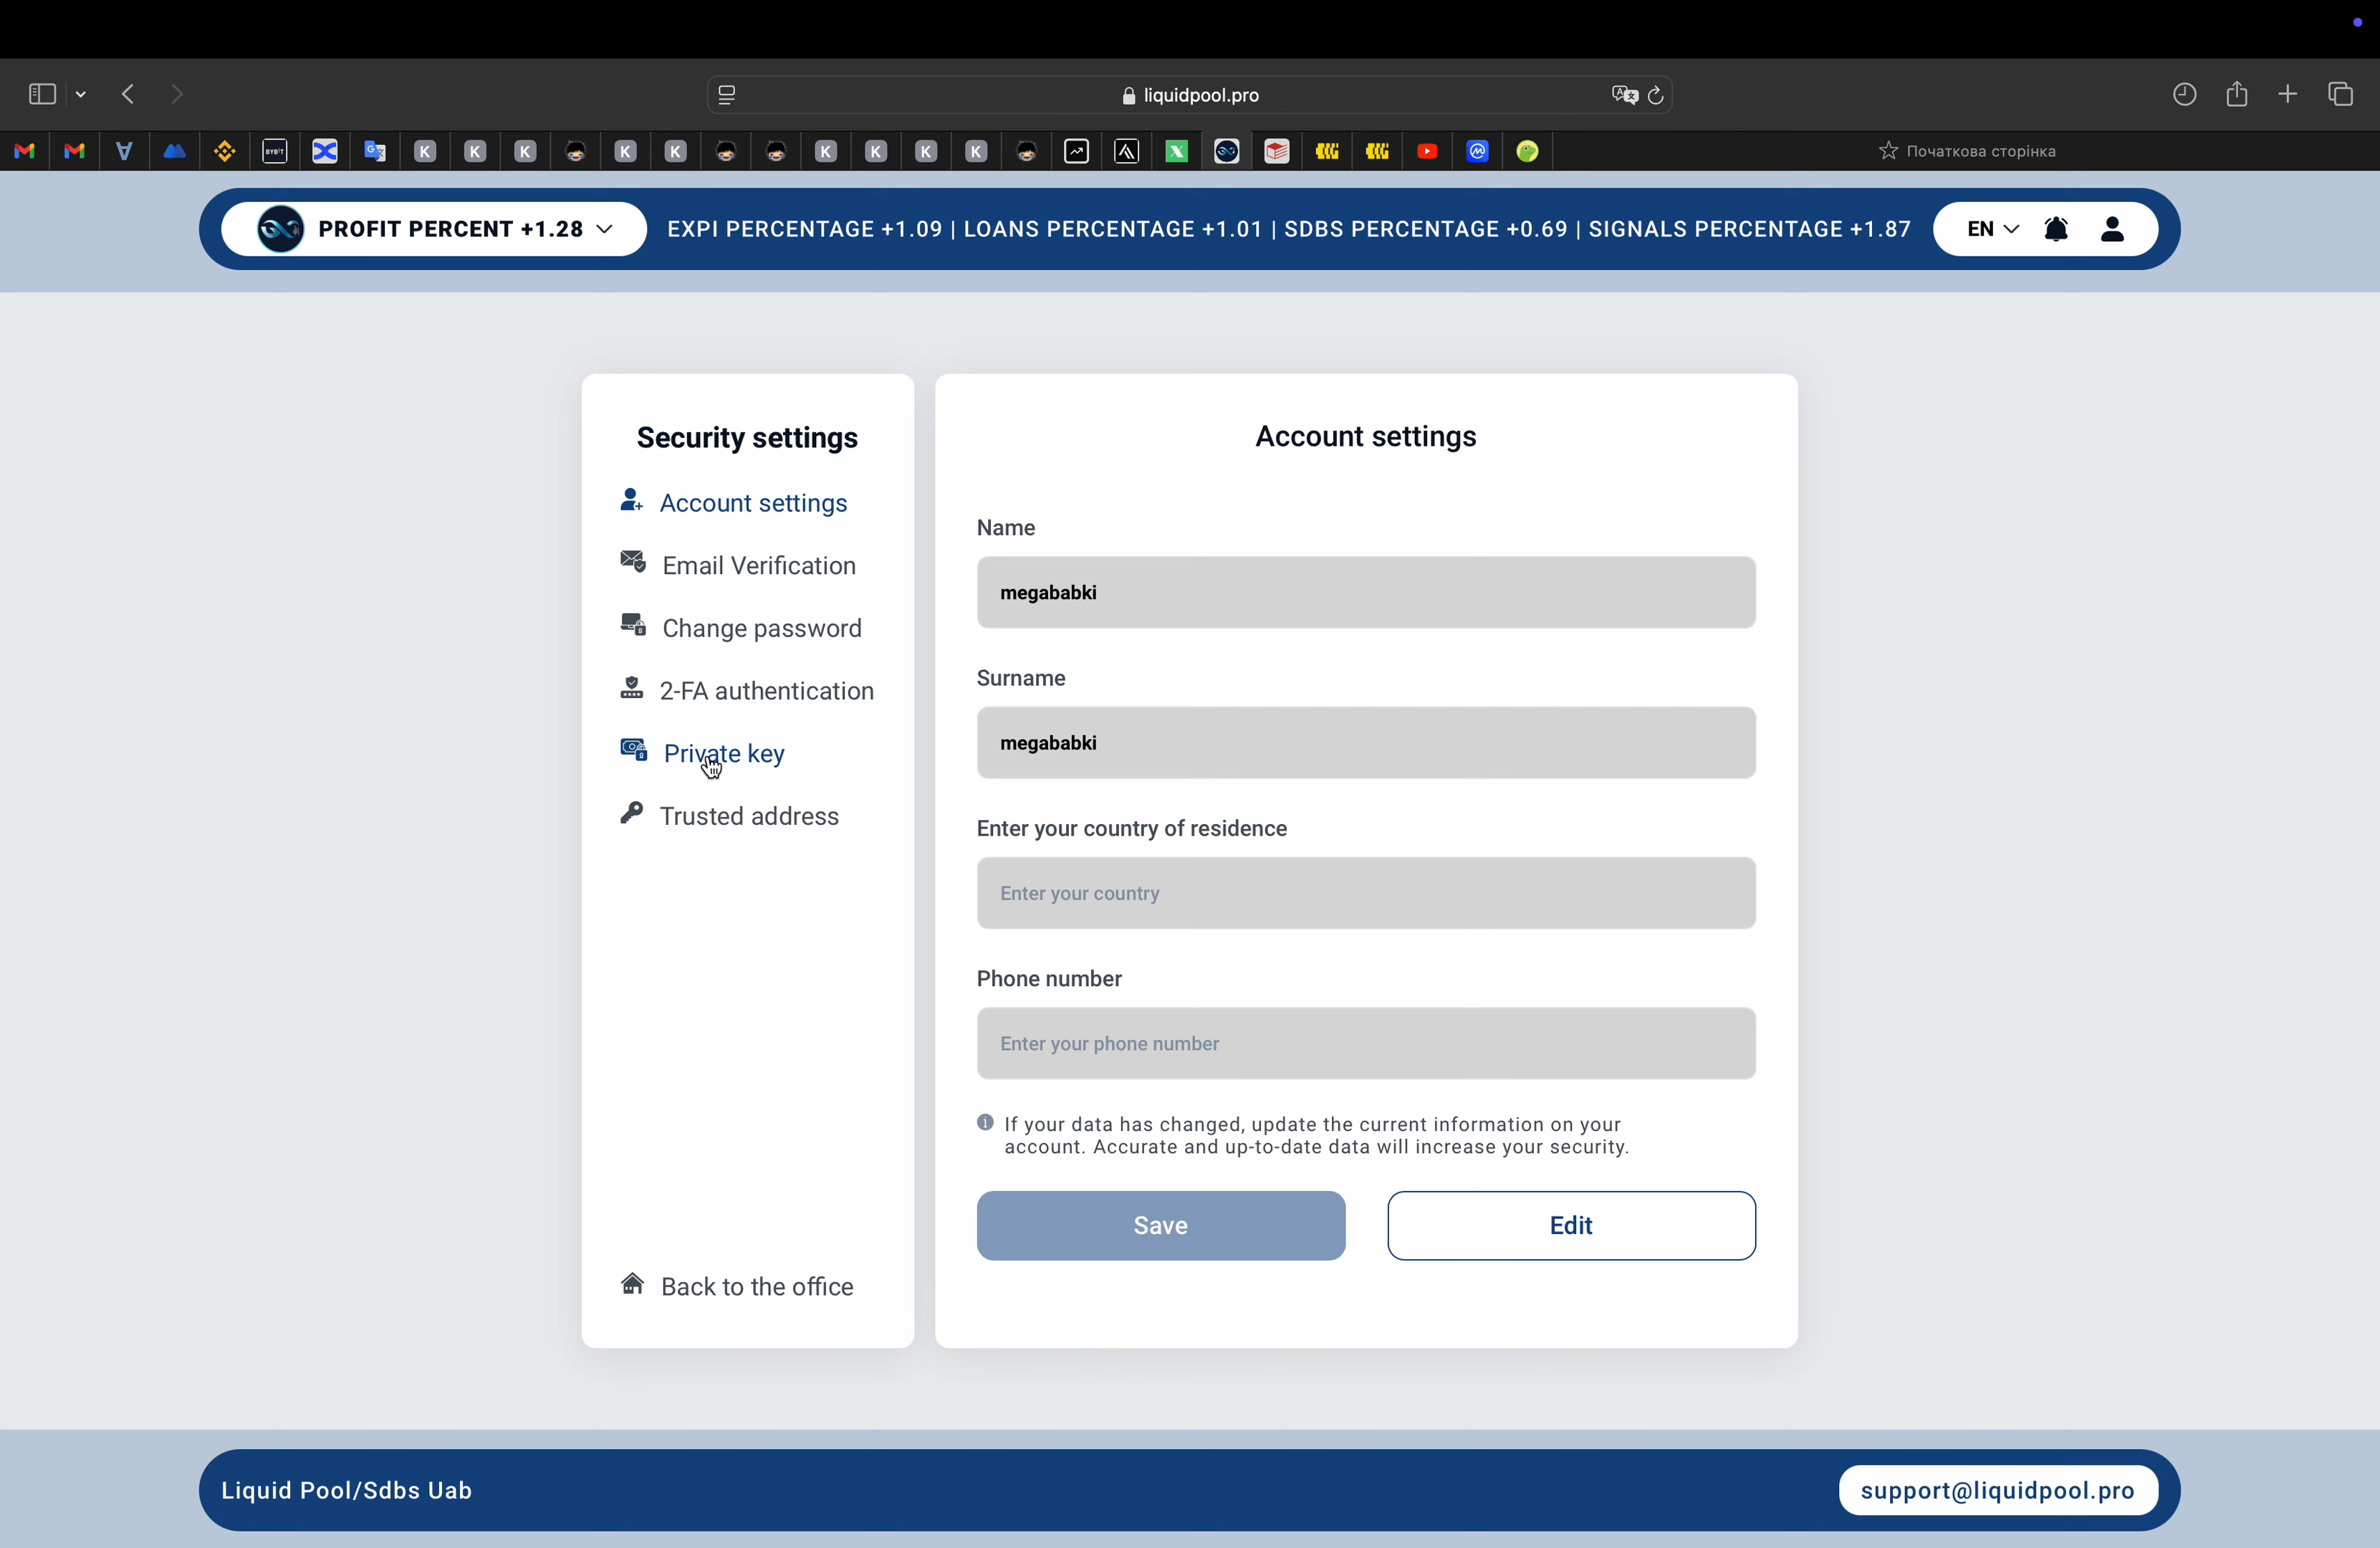 liquidpool.pro
BYBIT
K
K
K
K
K
K
K
K
K
Початкова сторінка
PROFIT PERCENT +1.28
EXPI PERCENTAGE +1.09 | LOANS PERCENTAGE +1.01 | SDBS PERCENTAGE +0.69 | SIGNALS PERCENTAGE +1.87
EN
Security settings
Account settings
Email Verification
Change password
2-FA authentication
Private key
Trusted address
Back to the office
Account settings
Name
megababki
Surname
megababki
Enter your country of residence
Enter your country
Phone number
Enter your phone number
If your data has changed, update the current information on your
account. Accurate and up-to-date data will increase your security.
Save
Edit
Liquid Pool/Sdbs Uab
support@liquidpool.pro